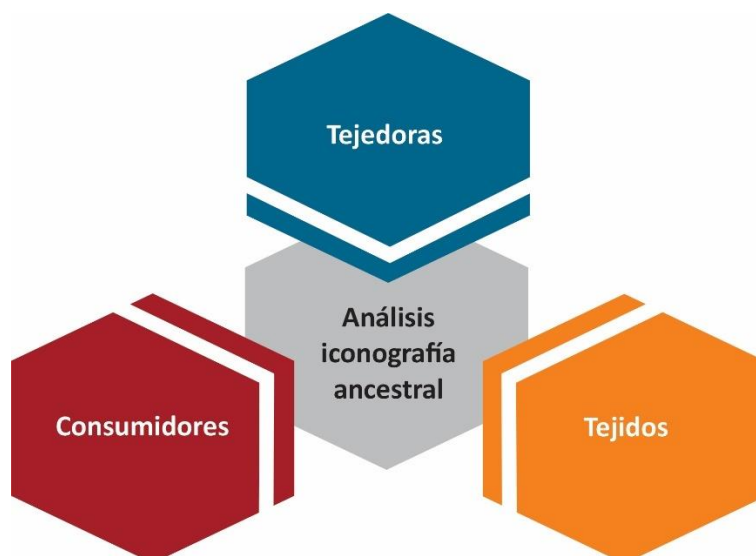 Tejedoras
Análisis
iconografía
ancestral
Consumidores
Tejidos